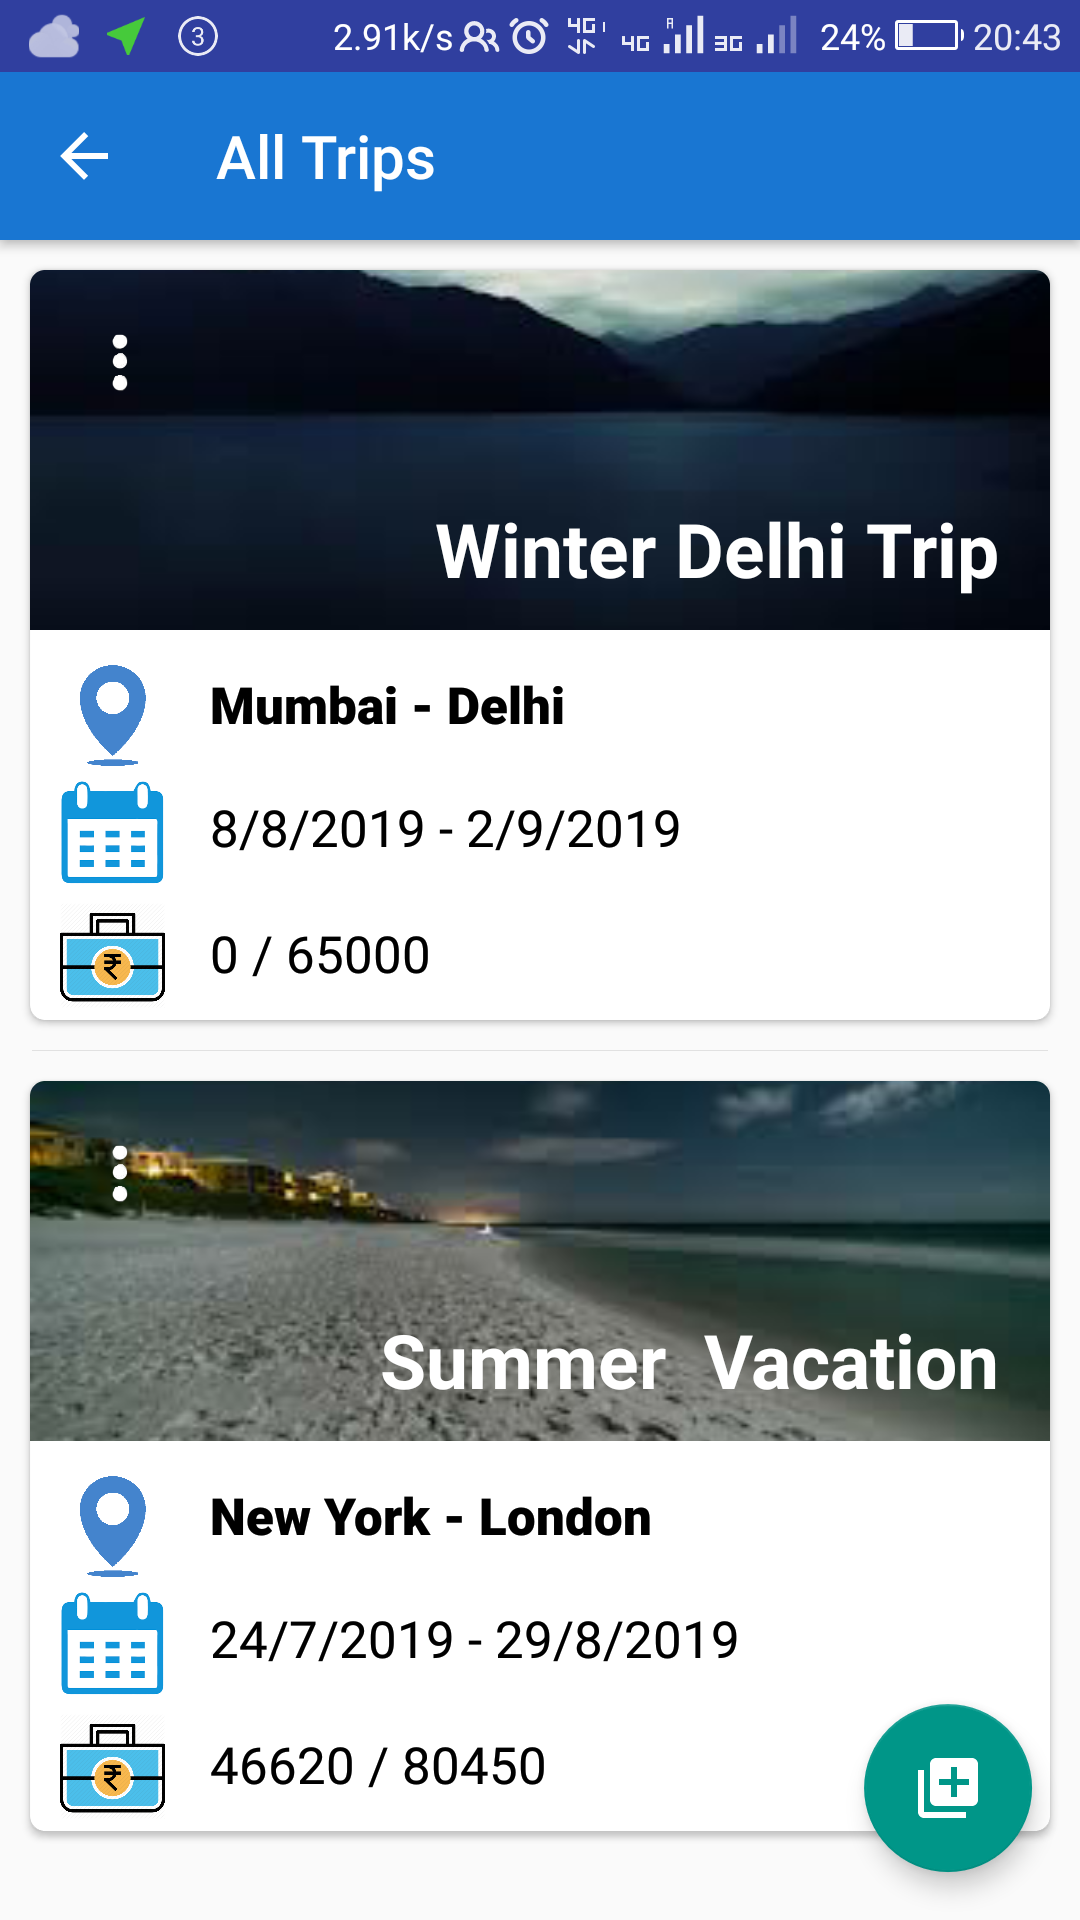 3 2.91k/s 4G 4G R 3G 24% 20:43
All Trips
Winter Delhi Trip
Mumbai - Delhi
8/8/2019 - 2/9/2019
₹
0 / 65000
Summer  Vacation
New York - London
24/7/2019 - 29/8/2019
₹
46620 / 80450